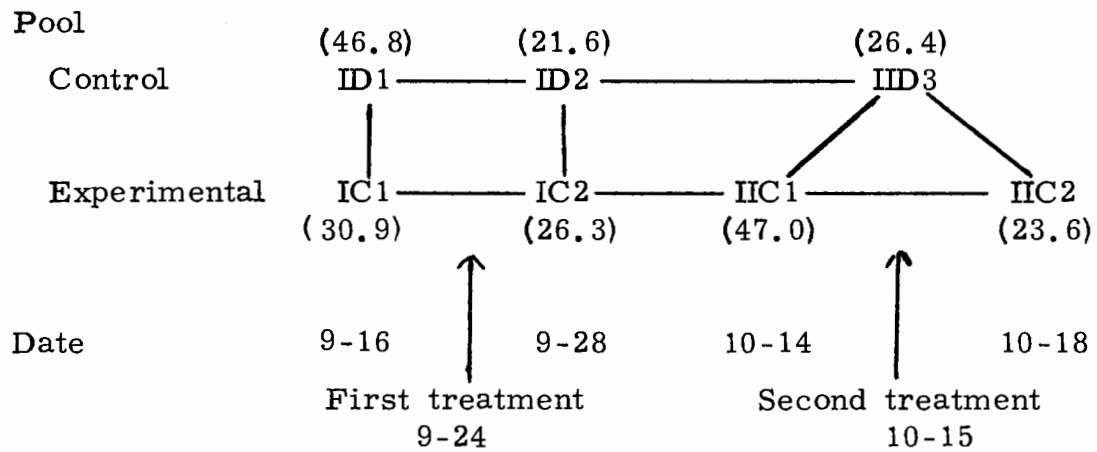 Pool
(46.8) (21.6) (26.4)
Control ID1 ID2 IID3
Experimental IC1 IC2 IIC1 IIC2
(30.9) (26.3) (47.0) (23.6)
Date 9-16 9-28 10-14 10-18
First treatment Second treatment
9-24 10-15